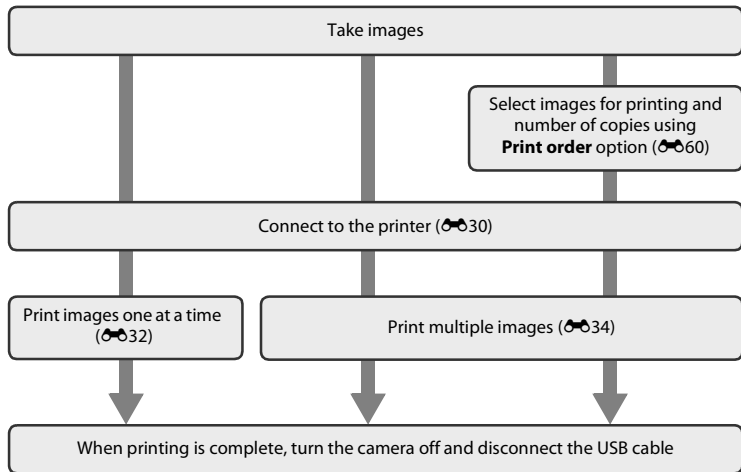 Take images
Select images for printing and
number of copies using
Print order option (60)
Connect to the printer (30)
Print images one at a time
(32)
Print multiple images (34)
When printing is complete, turn the camera off and disconnect the USB cable